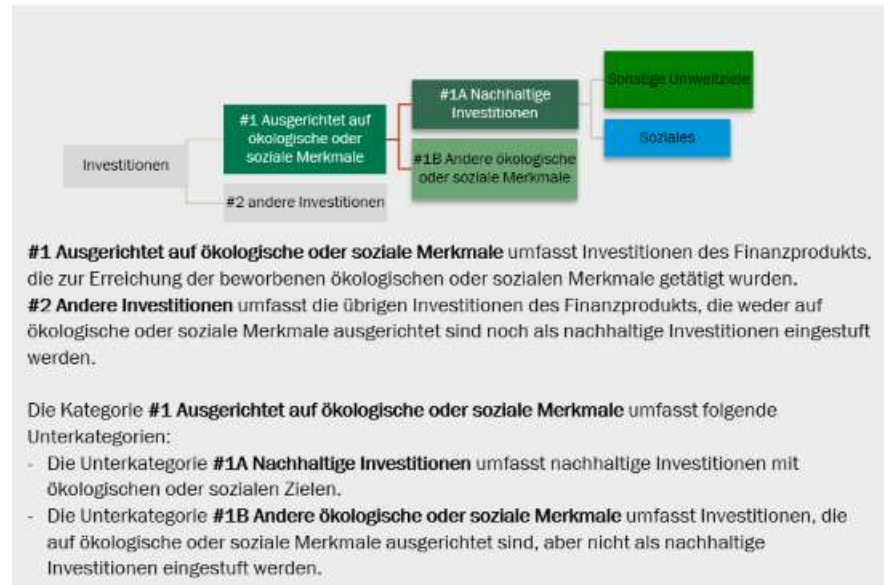 Investitionen
#1 Ausgerichtet auf
ökologische oder
soziale Merkmale
#2 andere Investitionen
#1A Nachhaltige
Investitionen
#1B Andere ökologische
oder soziale Merkmale
Sonstige Umweltziele
Soziales
#1 Ausgerichtet auf ökologische oder soziale Merkmale umfasst Investitionen des Finanzprodukts,
die zur Erreichung der beworbenen ökologischen oder sozialen Merkmale getätigt wurden.
#2 Andere Investitionen umfasst die übrigen Investitionen des Finanzprodukts, die weder auf
ökologische oder soziale Merkmale ausgerichtet sind noch als nachhaltige Investitionen eingestuft
werden.
Die Kategorie #1 Ausgerichtet auf ökologische oder soziale Merkmale umfasst folgende
Unterkategorien:
- Die Unterkategorie #1A Nachhaltige Investitionen umfasst nachhaltige Investitionen mit
ökologischen oder sozialen Zielen.
- Die Unterkategorie #1B Andere ökologische oder soziale Merkmale umfasst Investitionen, die
auf ökologische oder soziale Merkmale ausgerichtet sind, aber nicht als nachhaltige
Investitionen eingestuft werden.